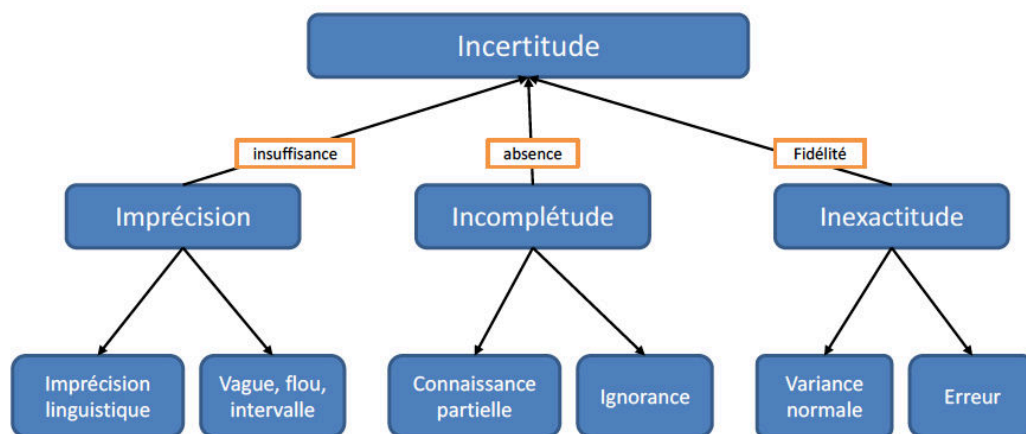 Incertitude
insuffisance
absence
Fidélité
Imprécision
Incomplétude
Inexactitude
Imprécision
linguistique
Vague, flou,
intervalle
Connaissance
partielle
Ignorance
Variance
normale
Erreur